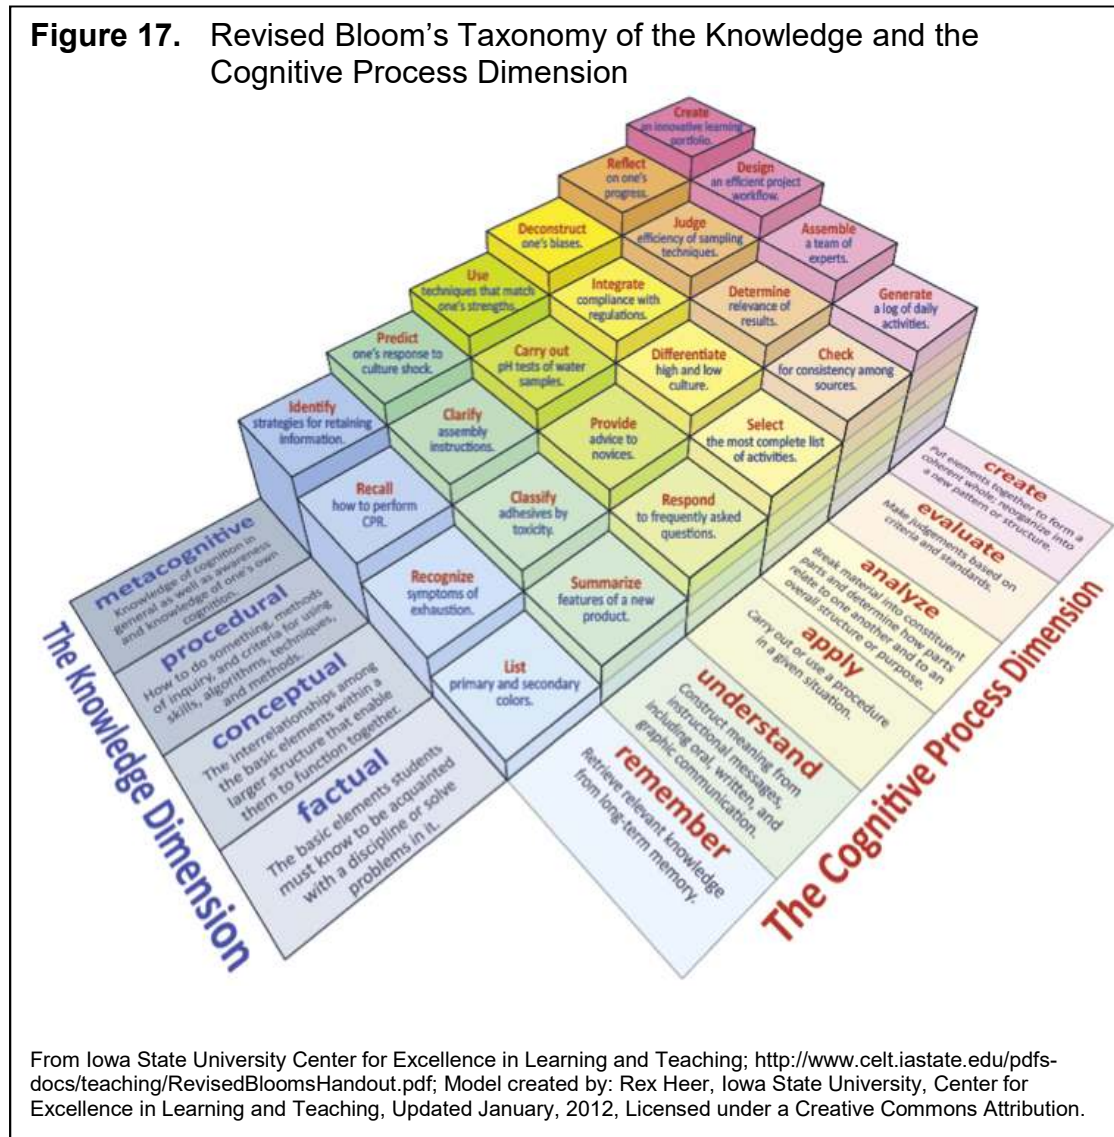 Figure 17. Revised Bloom's Taxonomy of the Knowledge and the
Cognitive Process Dimension
Create
an innovative learning
portfolio.
Reflect
on one's
progress.
Design
an efficient project
workflow.
Deconstruct
one's biases.
Judge
efficiency of sampling
techniques.
Assemble
a team of
experts.
Use
techniques that match
one's strengths.
Integrate
compliance with
regulations.
Determine
relevance of
results.
Generate
a log of daily
activities.
Predict
one's response to
culture shock.
Carry out
pH tests of water
samples.
Differentiate
high and low
culture.
Check
for consistency among
sources.
Identify
strategies for retaining
information.
Clarify
assembly
instructions.
Provide
advice to
novices.
Select
the most complete list
of activities.
Recall
how to perform
CPR.
Classify
adhesives by
toxicity.
Respond
to frequently asked
questions.
Recognize
symptoms of
exhaustion.
Summarize
features of a new
product.
List
primary and secondary
colors.
metacognitive
Knowledge of cognition in
general as well as awareness
and knowledge of one's own
cognition.
procedural
How to do something, methods
of inquiry, and criteria for using
skills, algorithms, techniques,
and methods.
conceptual
The interrelationships among
the basic elements within a
larger structure that enable
them to function together.
factual
The basic elements students
must know to be acquainted
with a discipline or solve
problems in it.
The Knowledge Dimension
create
Put elements together to form a
coherent whole; reorganize into
a new pattern or structure.
evaluate
Make judgements based on
criteria and standards.
analyze
Break material into constituent
parts and determine how parts
relate to one another and to an
overall structure or purpose.
apply
Carry out or use a procedure
in a given situation.
understand
Construct meaning from
instructional messages,
including oral, written, and
graphic communication.
remember
Retrieve relevant knowledge
from long-term memory.
The Cognitive Process Dimension
From Iowa State University Center for Excellence in Learning and Teaching; http://www.celt.iastate.edu/pdfs-
docs/teaching/RevisedBloomsHandout.pdf; Model created by: Rex Heer, Iowa State University, Center for
Excellence in Learning and Teaching, Updated January, 2012, Licensed under a Creative Commons Attribution.